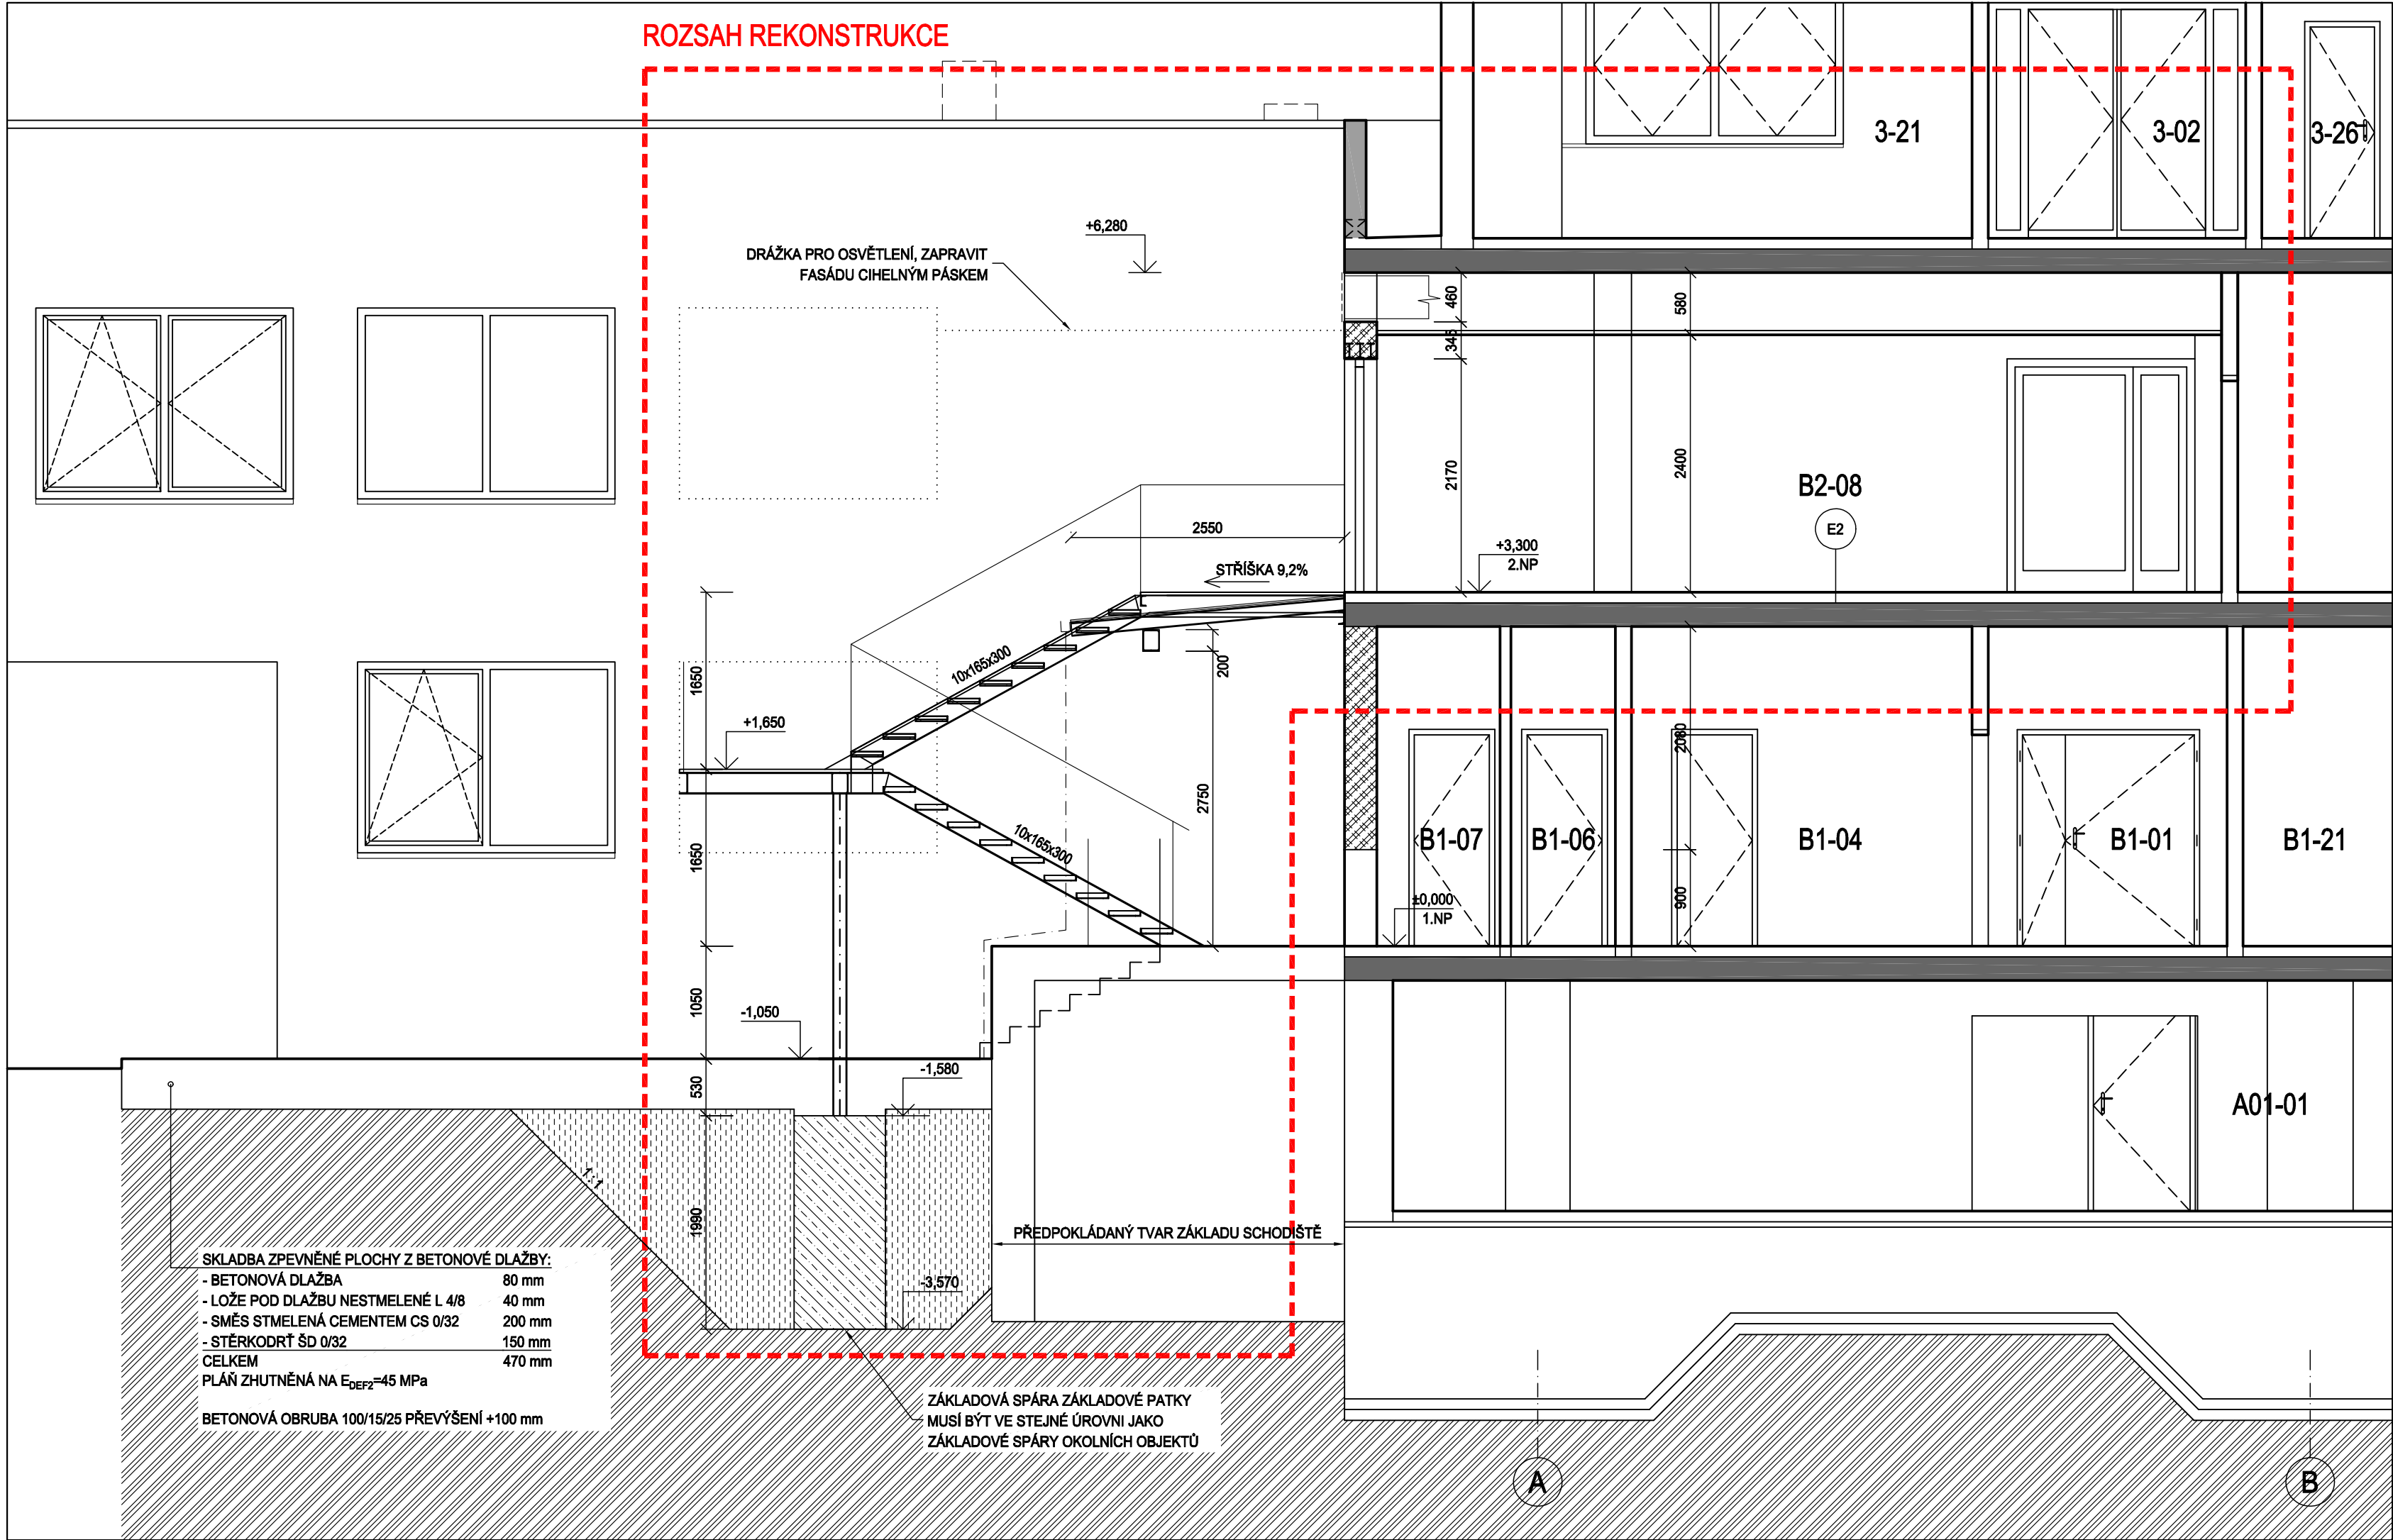 ROZSAH REKONSTRUKCE
3-21
3-02
3-26
+6,280
DRÁŽKA PRO OSVĚTLENÍ, ZAPRAVIT
FASÁDU CIHELNÝM PÁSKEM
460
580
345
2170
2400
B2-08
E2
2550
+3,300
2.NP
STŘÍŠKA 9,2%
10x165x300
1650
200
+1,650
2080
2750
1650
10x165x300
B1-07
B1-06
B1-04
B1-01
B1-21
±0,000
1.NP
900
1050
-1,050
-1,580
530
A01-01
1:1
1990
PŘEDPOKLÁDANÝ TVAR ZÁKLADU SCHODIŠTĚ
-3,570
SKLADBA ZPEVNĚNÉ PLOCHY Z BETONOVÉ DLAŽBY:
- BETONOVÁ DLAŽBA 80 mm
- LOŽE POD DLAŽBU NESTMELENÉ L 4/8 40 mm
- SMĚS STMELENÁ CEMENTEM CS 0/32 200 mm
- STĚRKODRŤ ŠD 0/32 150 mm
CELKEM 470 mm
PLÁŇ ZHUTNĚNÁ NA EDEF2=45 MPa
BETONOVÁ OBRUBA 100/15/25 PŘEVÝŠENÍ +100 mm
ZÁKLADOVÁ SPÁRA ZÁKLADOVÉ PATKY
MUSÍ BÝT VE STEJNÉ ÚROVNI JAKO
ZÁKLADOVÉ SPÁRY OKOLNÍCH OBJEKTŮ
A
B